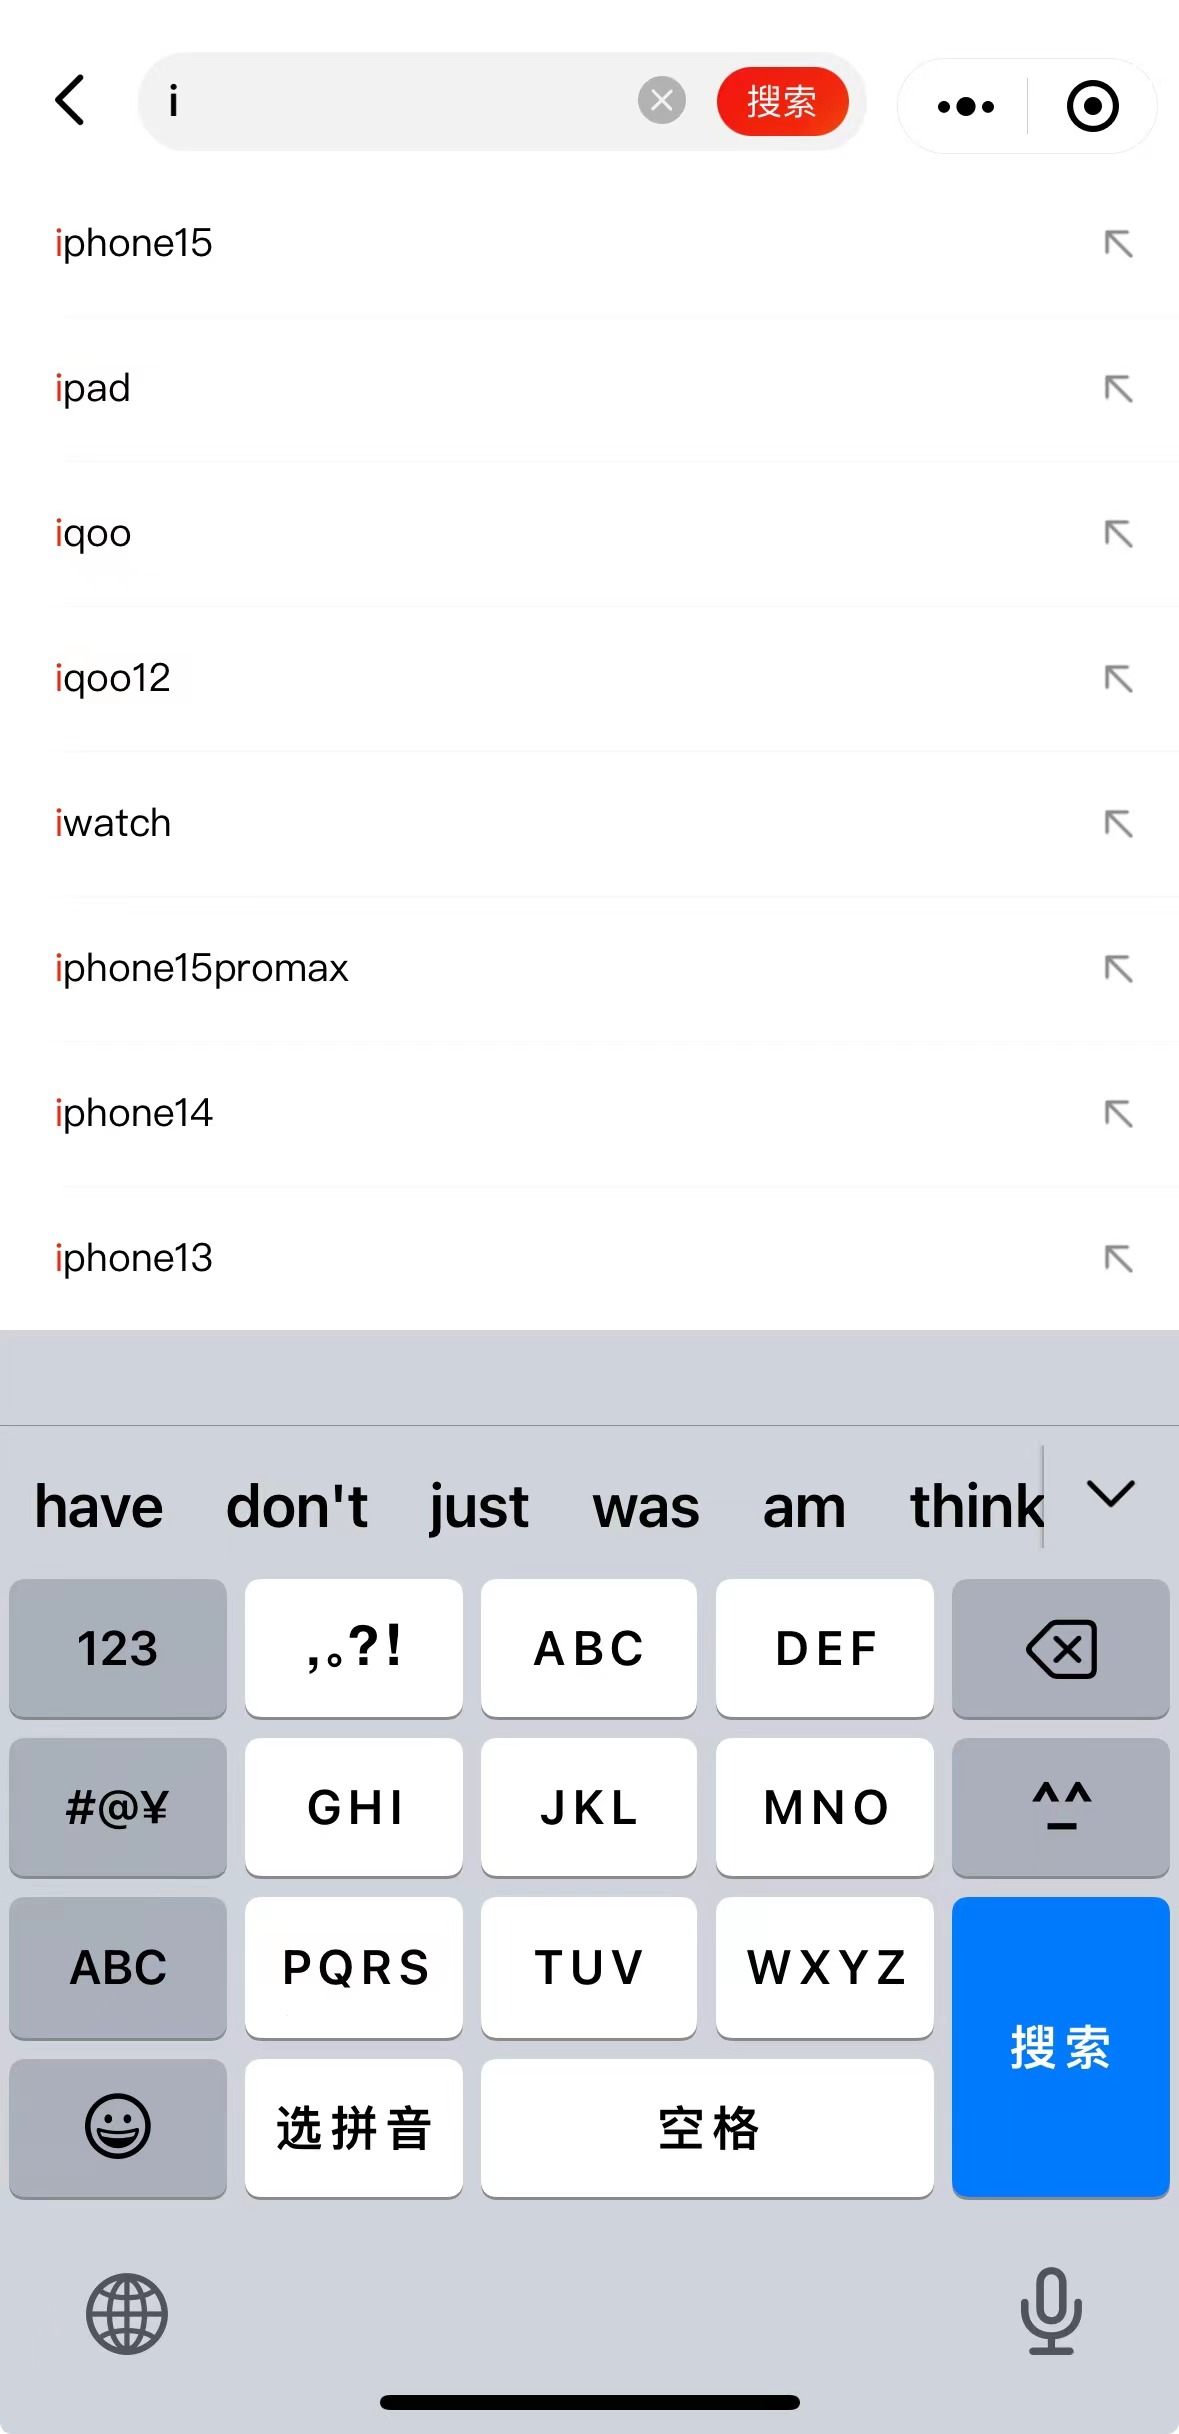 i 搜索
iphone15
ipad
iqoo
iqoo12
iwatch
iphone15promax
iphone14
iphone13
have don't just was am think
123 ,。?! ABC DEF
#@¥ GHI JKL MNO ^^
ABC PQRS TUV WXYZ
搜索
选拼音 空格